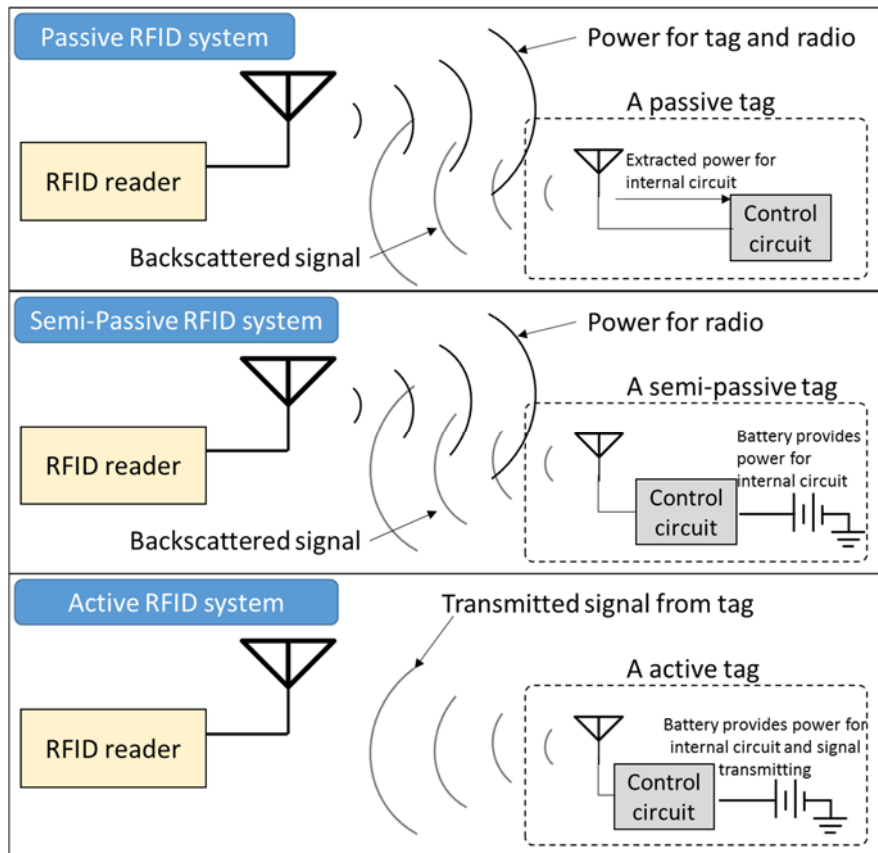 Passive RFID system
Power for tag and radio
A passive tag
RFID reader
Extracted power for
internal circuit
Control
circuit
Backscattered signal
Semi-Passive RFID system
Power for radio
A semi-passive tag
RFID reader
Battery provides
power for
internal circuit
Control
circuit
Backscattered signal
Active RFID system
Transmitted signal from tag
A active tag
RFID reader
Battery provides power for
internal circuit and signal
transmitting
Control
circuit